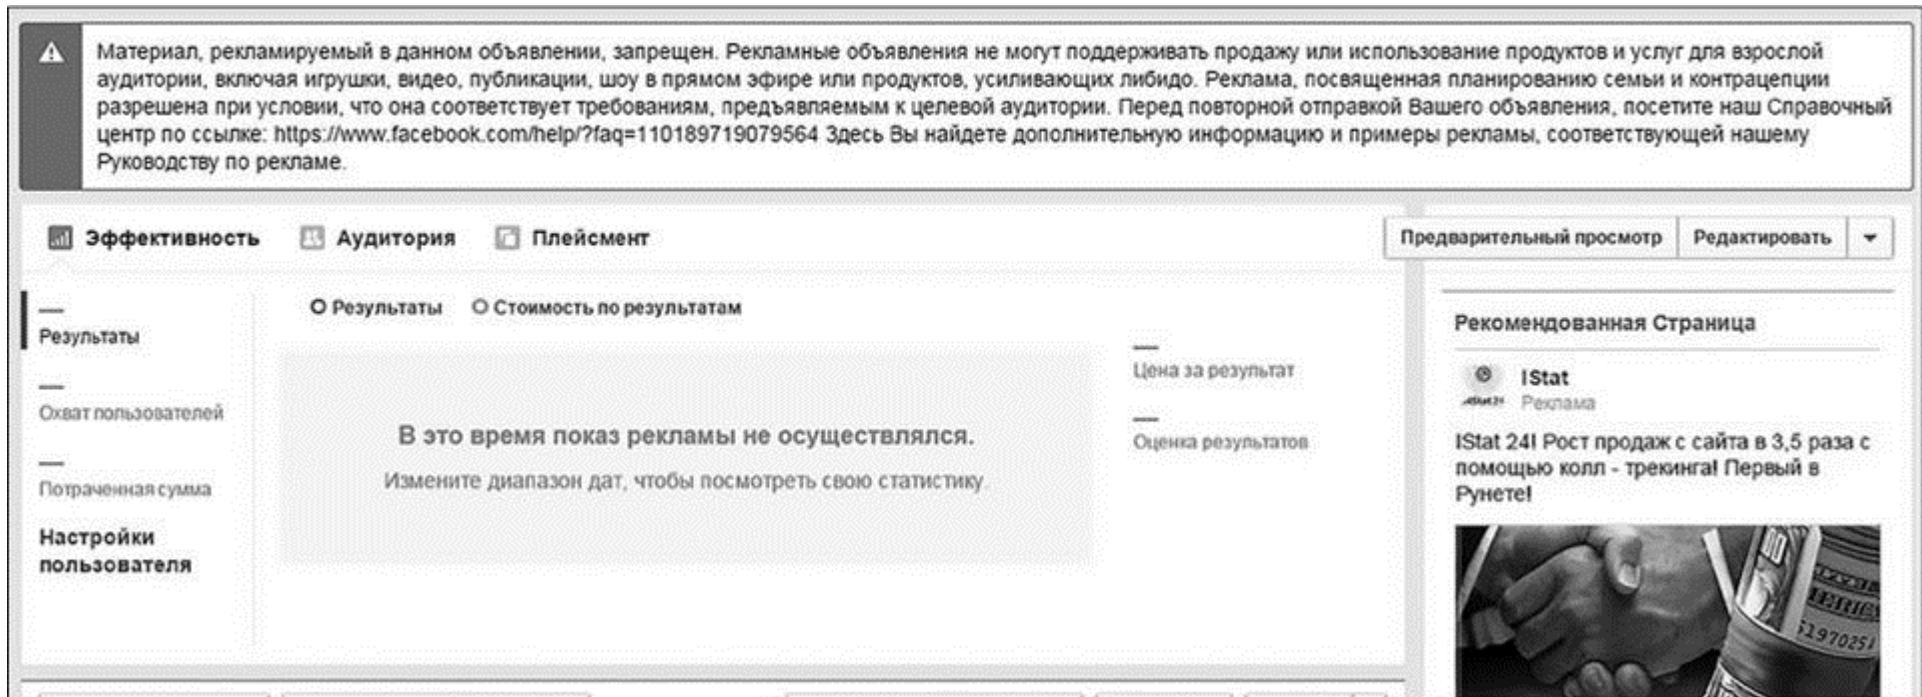 Материал, рекламируемый в данном объявлении, запрещен. Рекламные объявления не могут поддерживать продажу или использование продуктов и услуг для взрослой
аудитории, включая игрушки, видео, публикации, шоу в прямом эфире или продуктов, усиливающих либидо. Реклама, посвященная планированию семьи и контрацепции
разрешена при условии, что она соответствует требованиям, предъявляемым к целевой аудитории. Перед повторной отправкой Вашего объявления, посетите наш Справочный
центр по ссылке: https://www.facebook.com/help/?faq=110189719079564 Здесь Вы найдете дополнительную информацию и примеры рекламы, соответствующей нашему
Руководству по рекламе.
Эффективность Аудитория Плейсмент
Предварительный просмотр Редактировать
Результаты
Охват пользователей
Потраченная сумма
Настройки
пользователя
Результаты Стоимость по результатам
В это время показ рекламы не осуществлялся.
Измените диапазон дат, чтобы посмотреть свою статистику.
Цена за результат
Оценка результатов
Рекомендованная Страница
IStat
Реклама
IStat 24! Рост продаж с сайта в 3,5 раза с
помощью колл - трекинга! Первый в
Рунете!